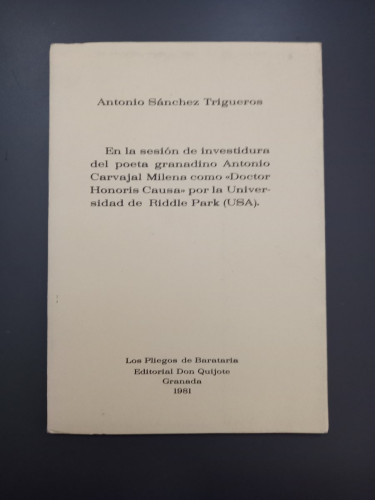 Antonio Sánchez Trigueros
En la sesión de investidura
del poeta granadino Antonio
Carvajal Milena como «Doctor
Honoris Causa» por la Univer-
sidad de Riddle Park (USA).
Los Pliegos de Barataria
Editorial Don Quijote
Granada
1981